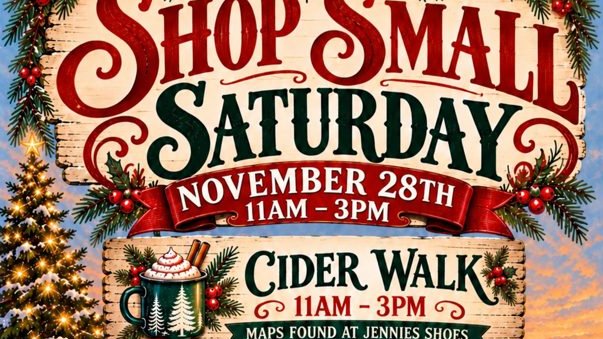 SHOP SMALL
SATURDAY
NOVEMBER 28TH
11AM – 3PM
CIDER WALK
11AM – 3PM
MAPS FOUND AT JENNIES SHOES